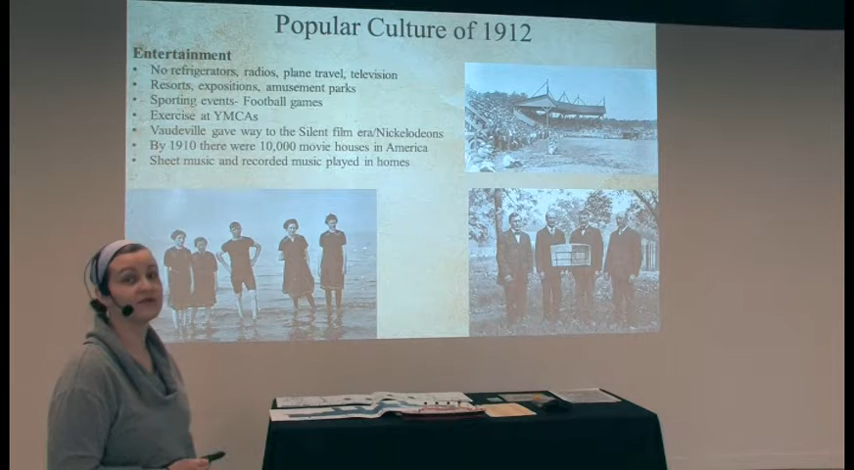 Popular Culture of 1912
Entertainment
• No refrigerators, radios, plane travel, television
• Resorts, expositions, amusement parks
• Sporting events- Football games
• Exercise at YMCAs
• Vaudeville gave way to the Silent film era/Nickelodeons
• By 1910 there were 10,000 movie houses in America
• Sheet music and recorded music played in homes